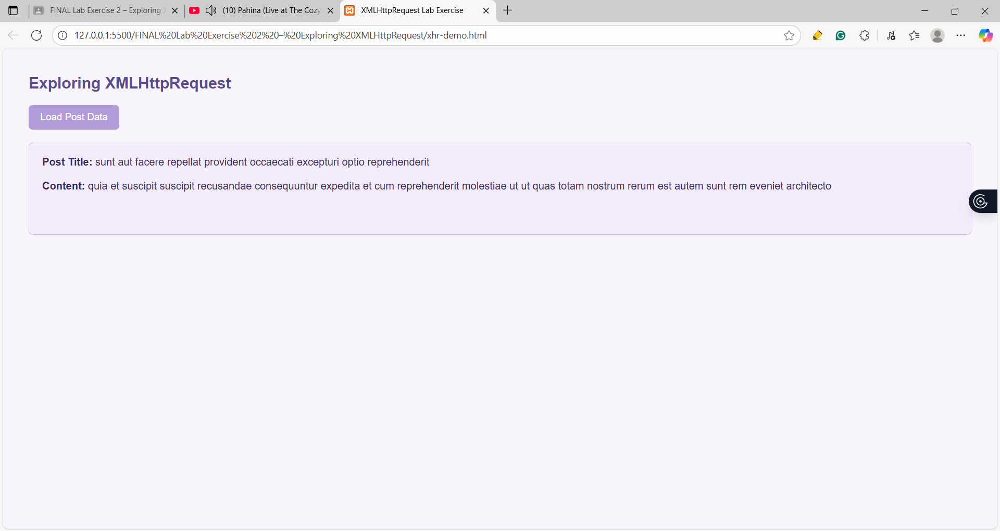 FINAL Lab Exercise 2 – Exploring
(10) Pahina (Live at The Cozy
XMLHttpRequest Lab Exercise
127.0.0.1:5500/FINAL%20Lab%20Exercise%202%20–%20Exploring%20XMLHttpRequest/xhr-demo.html
Exploring XMLHttpRequest
Load Post Data
Post Title: sunt aut facere repellat provident occaecati excepturi optio reprehenderit
Content: quia et suscipit suscipit recusandae consequuntur expedita et cum reprehenderit molestiae ut ut quas totam nostrum rerum est autem sunt rem eveniet architecto